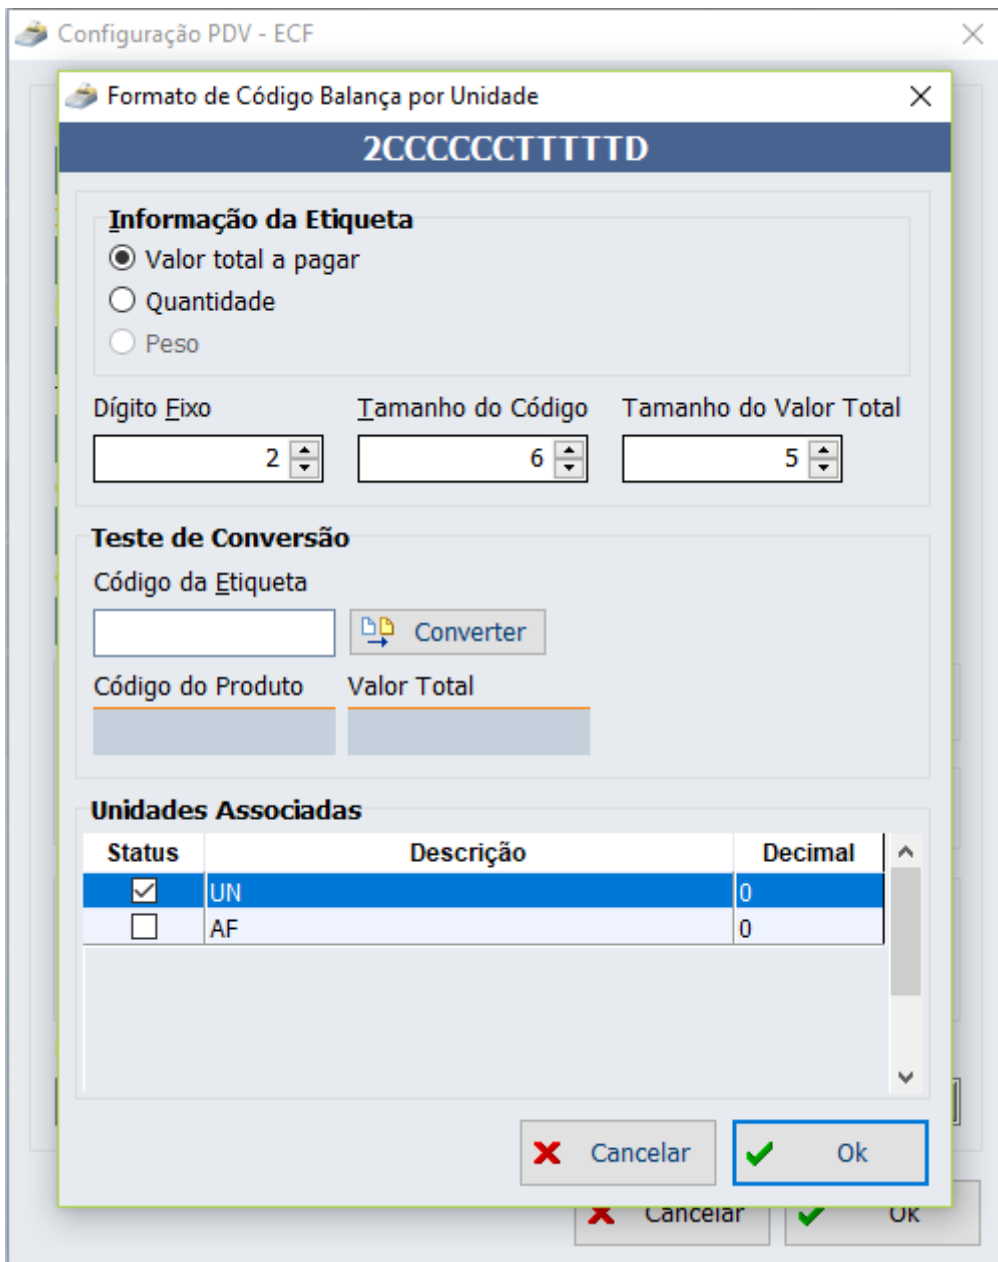 Configuração PDV - ECF
Formato de Código Balança por Unidade
2CCCCCCTTTTTD
Informação da Etiqueta
Valor total a pagar
Quantidade
Peso
Dígito Fixo Tamanho do Código Tamanho do Valor Total
2 6 5
Teste de Conversão
Código da Etiqueta
Converter
Código do Produto Valor Total
Unidades Associadas
Status Descrição Decimal
UN 0
AF 0
Cancelar Ok
Cancelar Ok